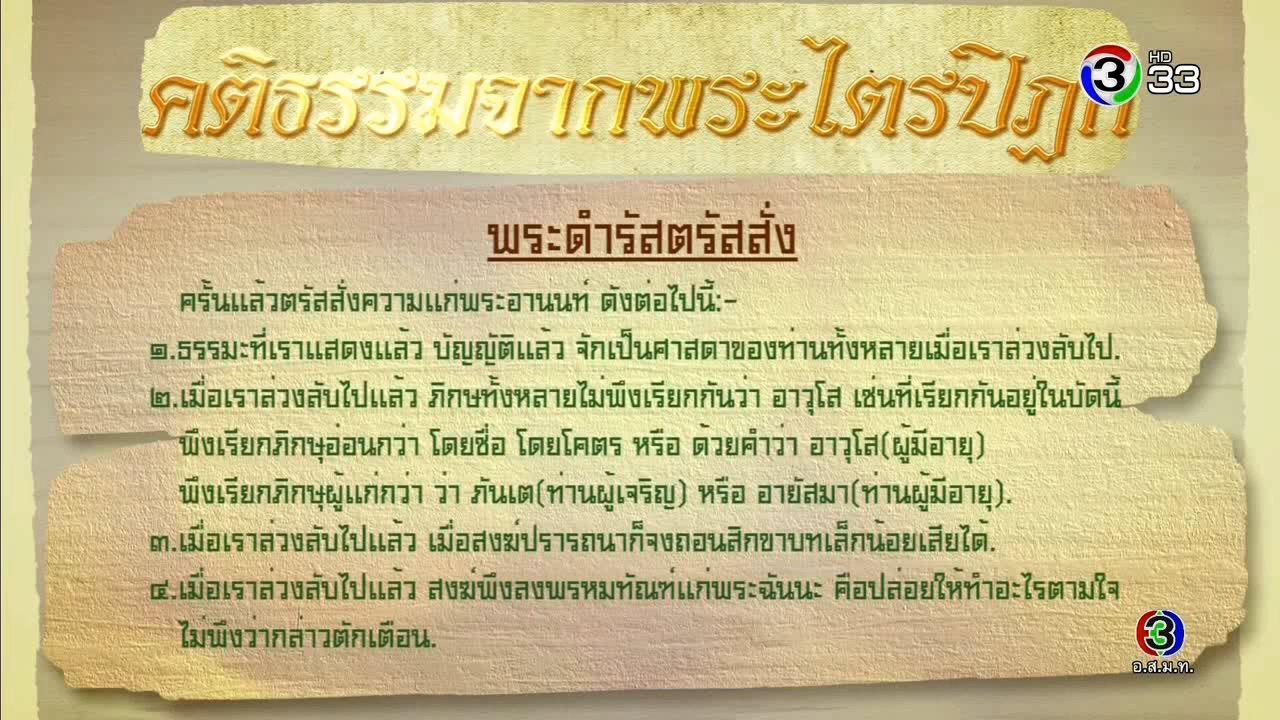 คติธรรมจากพระไตรปิฎก
3 HD 33
พระดำรัสตรัสสั่ง
ครั้นแล้วตรัสสั่งความแก่พระอานนท์ ดังต่อไปนี้:-
๑.ธรรมะที่เราแสดงแล้ว บัญญัติแล้ว จักเป็นศาสดาของท่านทั้งหลายเมื่อเราล่วงลับไป.
๒.เมื่อเราล่วงลับไปแล้ว ภิกษทั้งหลายไม่พึงเรียกกันว่า อาวุโส เช่นที่เรียกกันอยู่ในบัดนี้
พึงเรียกภิกษุอ่อนกว่า โดยชื่อ โดยโคตร หรือ ด้วยคำว่า อาวุโส(ผู้มีอายุ)
พึงเรียกภิกษุผู้แก่กว่า ว่า ภันเต(ท่านผู้เจริญ) หรือ อายัสมา(ท่านผู้มีอายุ).
๓.เมื่อเราล่วงลับไปแล้ว เมื่อสงฆ์ปรารถนาก็จงถอนสิกขาบทเล็กน้อยเสียได้.
๔.เมื่อเราล่วงลับไปแล้ว สงฆ์พึงลงพรหมทัณฑ์แก่พระฉันนะ คือปล่อยให้ทำอะไรตามใจ
ไม่พึงว่ากล่าวตักเตือน.
3
อ.ส.ม.ท.